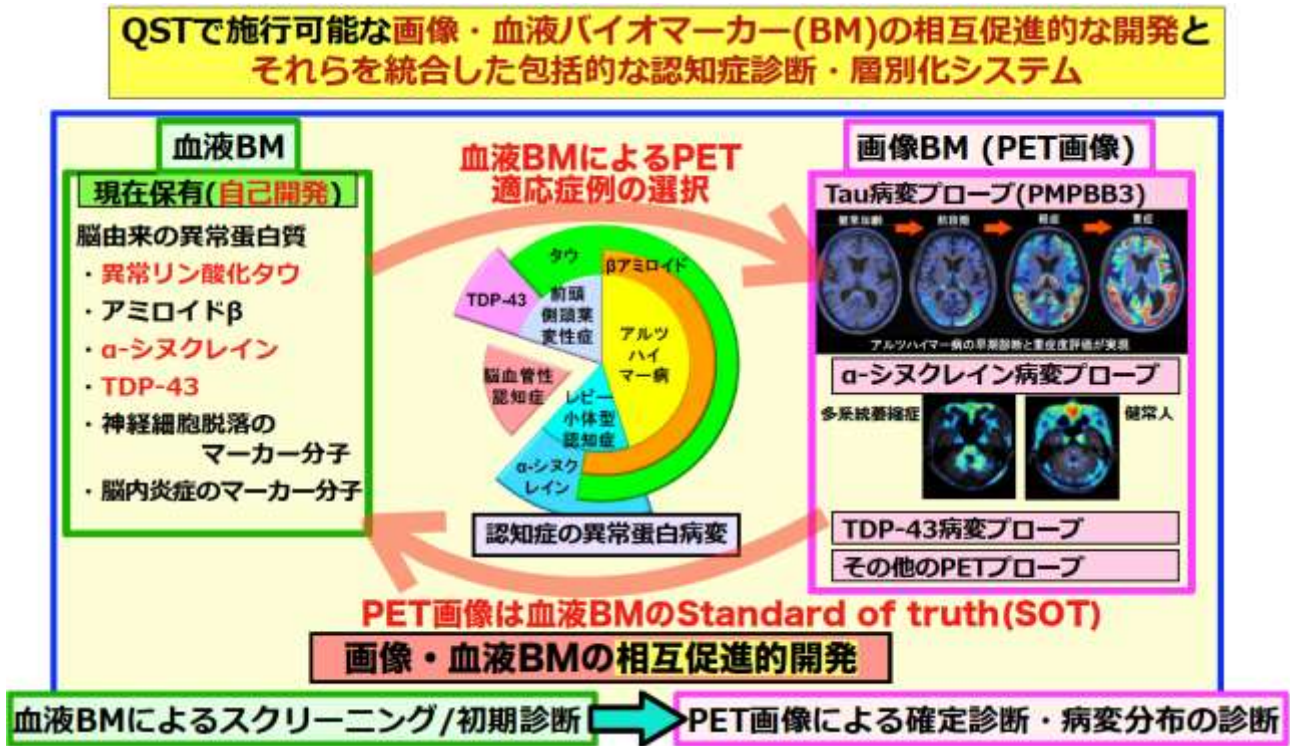 QSTで施行可能な画像・血液バイオマーカー(BM)の相互促進的な開発と
それらを統合した包括的な認知症診断・層別化システム
血液BM
現在保有(自己開発)
脳由来の異常蛋白質
・異常リン酸化タウ
・アミロイドβ
・α-シヌクレイン
・TDP-43
・神経細胞脱落の
マーカー分子
・脳内炎症のマーカー分子
血液BMによるPET
適応症例の選択
タウ
βアミロイド
TDP-43
前頭
側頭葉
変性症
アルツ
ハイ
マー病
脳血管性
認知症
レビー
小体型
認知症
α-シヌク
レイン
認知症の異常蛋白病変
画像BM (PET画像)
Tau病変プローブ(PMPBB3)
健常加齢
前段階
軽症
重症
アルツハイマー病の早期診断と重症度評価が実現
α-シヌクレイン病変プローブ
多系統萎縮症
健常人
TDP-43病変プローブ
その他のPETプローブ
PET画像は血液BMのStandard of truth(SOT)
画像・血液BMの相互促進的開発
血液BMによるスクリーニング/初期診断
PET画像による確定診断・病変分布の診断